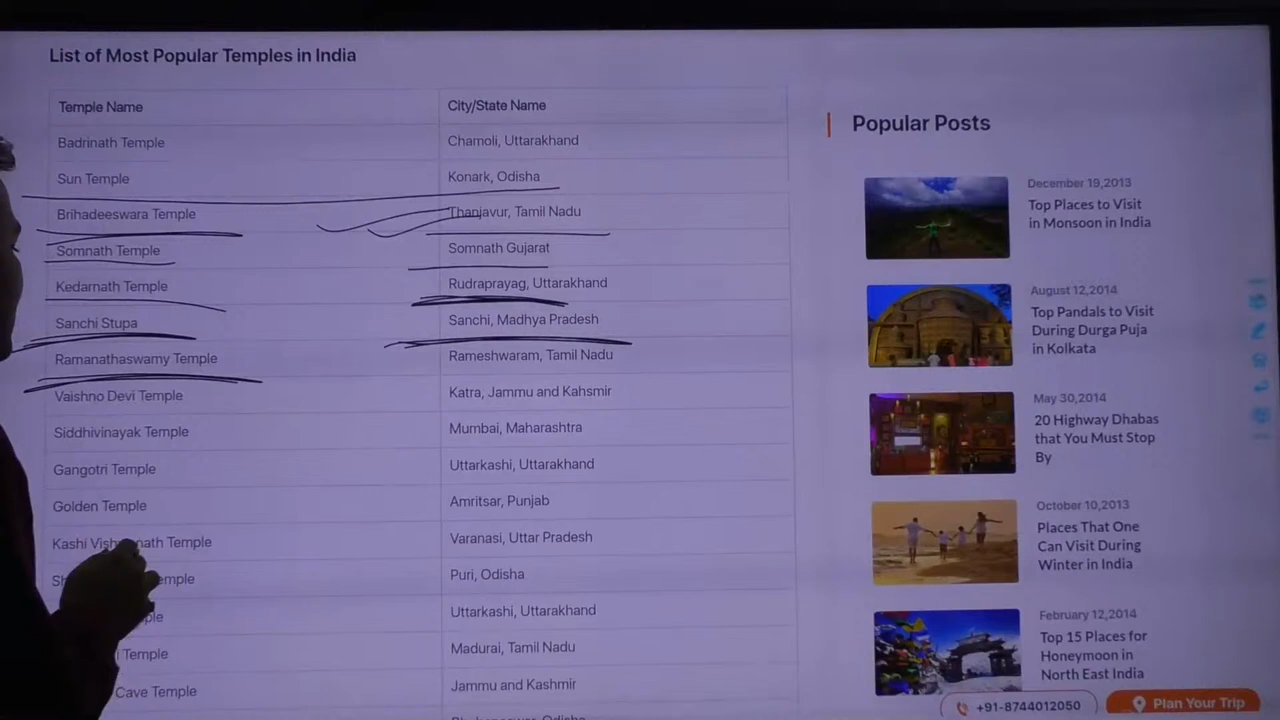 List of Most Popular Temples in India
Temple Name City/State Name
Badrinath Temple Chamoli, Uttarakhand
Sun Temple Konark, Odisha
Brihadeeswara Temple Thanjavur, Tamil Nadu
Somnath Temple Somnath Gujarat
Kedarnath Temple Rudraprayag, Uttarakhand
Sanchi Stupa Sanchi, Madhya Pradesh
Ramanathaswamy Temple Rameshwaram, Tamil Nadu
Vaishno Devi Temple Katra, Jammu and Kahsmir
Siddhivinayak Temple Mumbai, Maharashtra
Gangotri Temple Uttarkashi, Uttarakhand
Golden Temple Amritsar, Punjab
Kashi Temple Varanasi, Uttar Pradesh
Puri, Odisha
Uttarkashi, Uttarakhand
Temple Madurai, Tamil Nadu
Cave Temple Jammu and Kashmir
Popular Posts
December 19,2013
Top Places to Visit
in Monsoon in India
August 12,2014
Top Pandals to Visit
During Durga Puja
in Kolkata
May 30,2014
20 Highway Dhabas
that You Must Stop
By
October 10,2013
Places That One
Can Visit During
Winter in India
February 12,2014
Top 15 Places for
Honeymoon in
North East India
+91-8744012050
Plan Your Trip